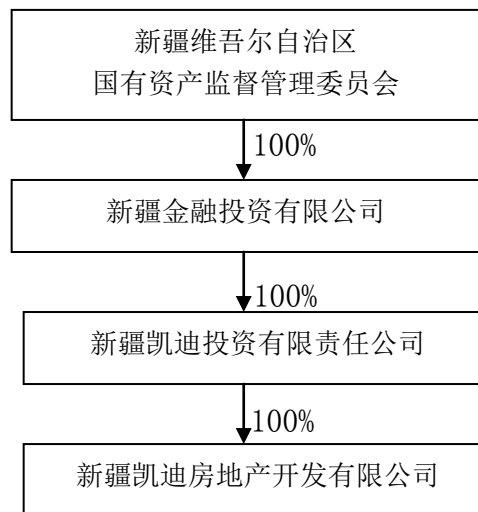 新疆维吾尔自治区
国有资产监督管理委员会
100%
新疆金融投资有限公司
100%
新疆凯迪投资有限责任公司
100%
新疆凯迪房地产开发有限公司